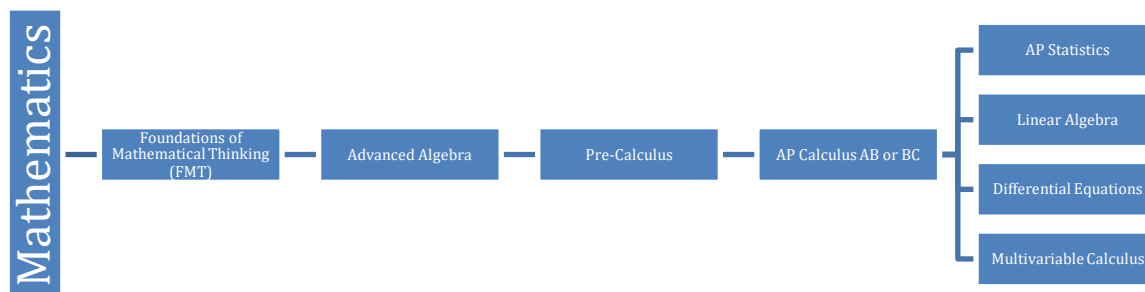 Mathematics
Foundations of
Mathematical Thinking
(FMT)
Advanced Algebra
Pre-Calculus
AP Calculus AB or BC
AP Statistics
Linear Algebra
Differential Equations
Multivariable Calculus